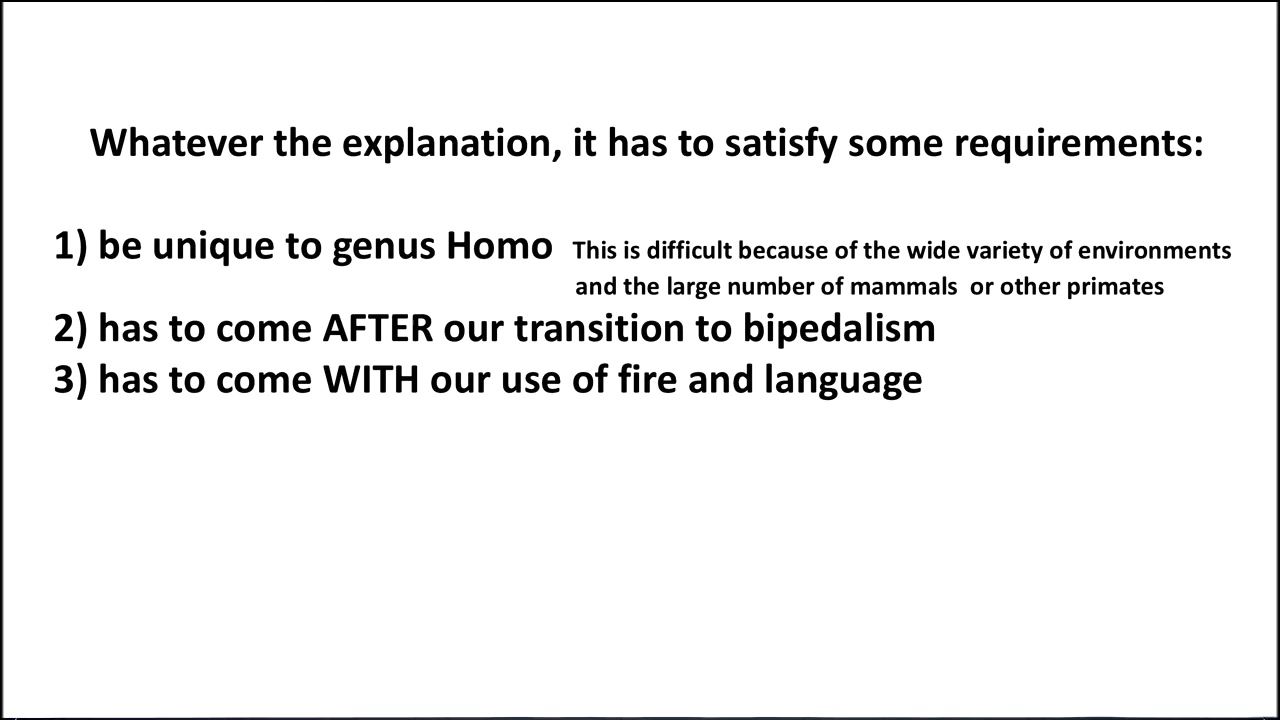 Whatever the explanation, it has to satisfy some requirements:
1) be unique to genus Homo This is difficult because of the wide variety of environments
and the large number of mammals or other primates
2) has to come AFTER our transition to bipedalism
3) has to come WITH our use of fire and language